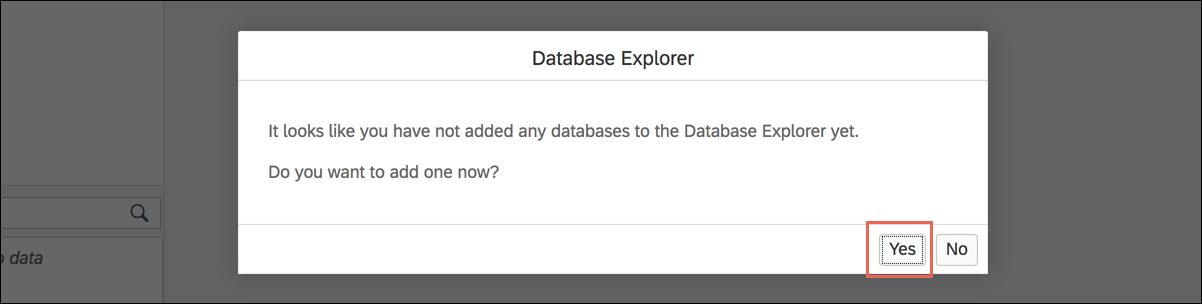 Database Explorer
It looks like you have not added any databases to the Database Explorer yet.
Do you want to add one now?
data
Yes No